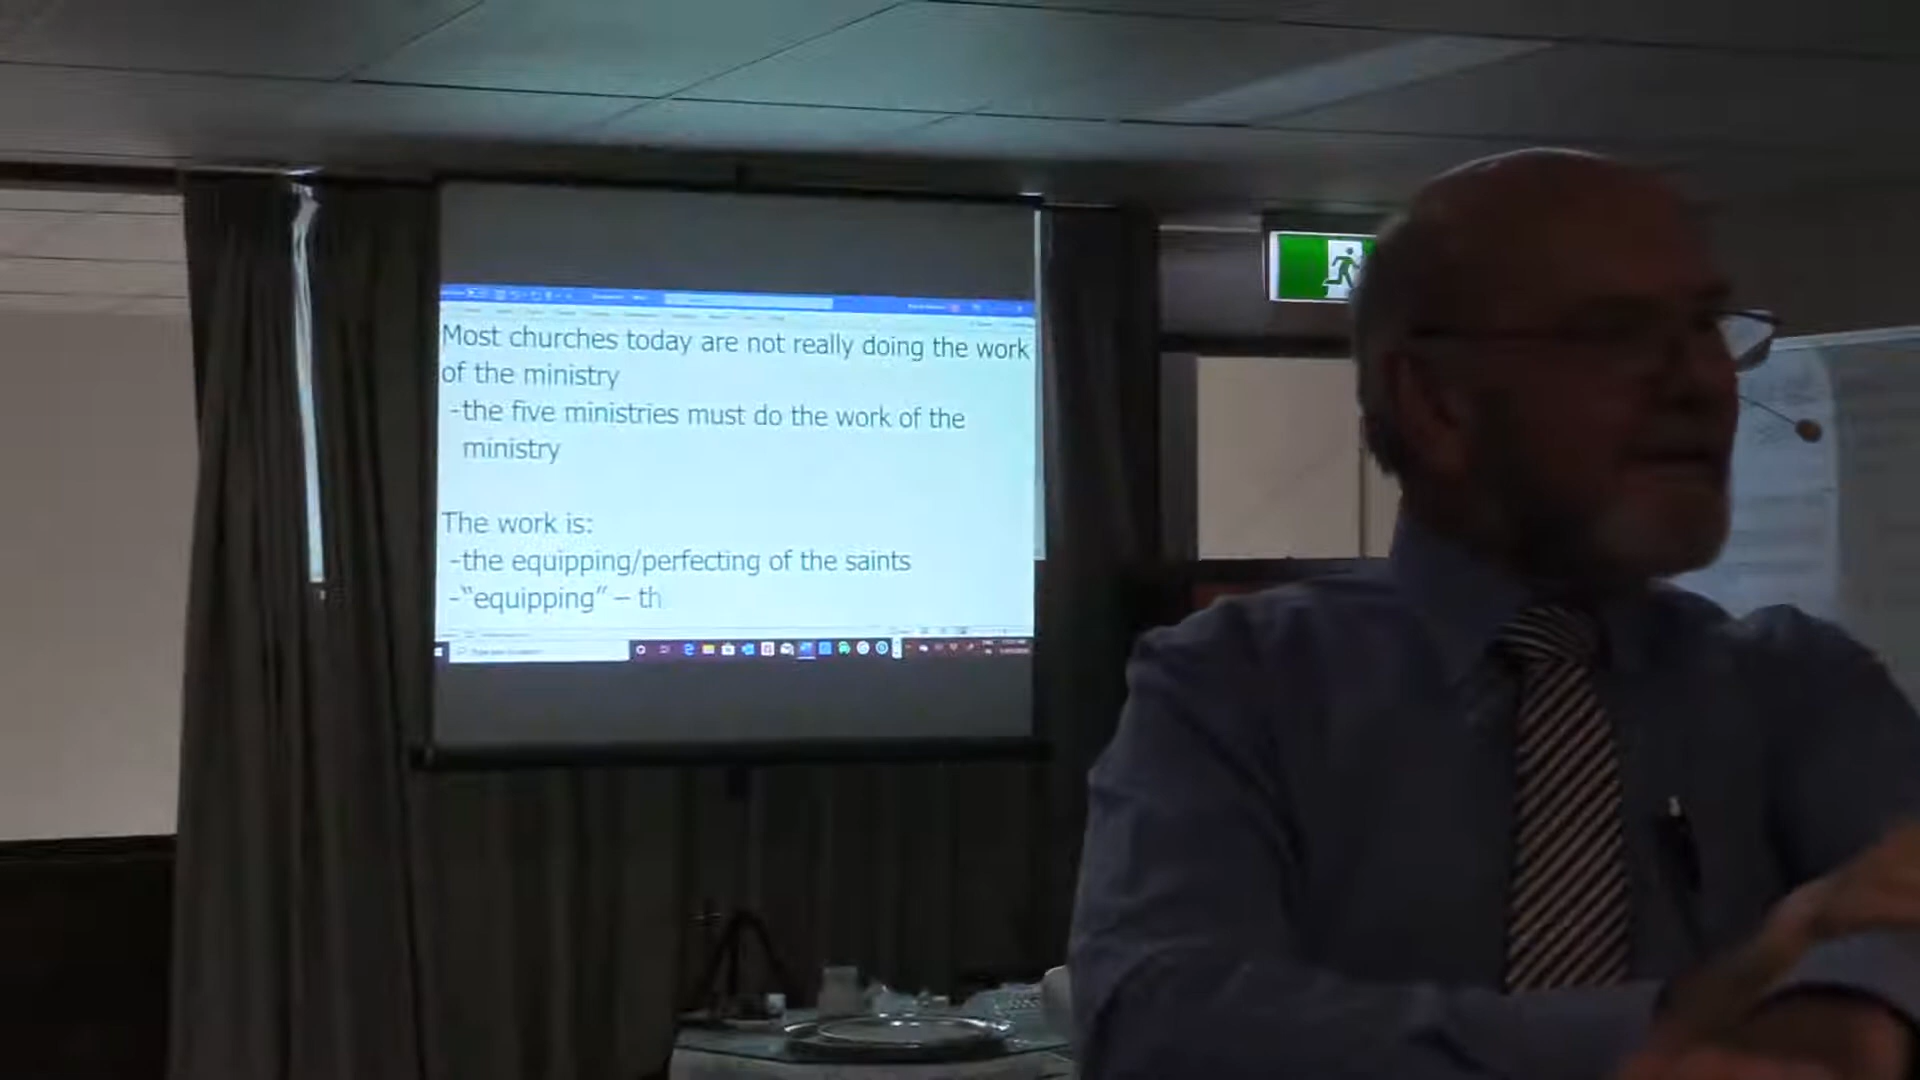 Most churches today are not really doing the work
of the ministry
-the five ministries must do the work of the
ministry
The work is:
-the equipping/perfecting of the saints
-“equipping” – th